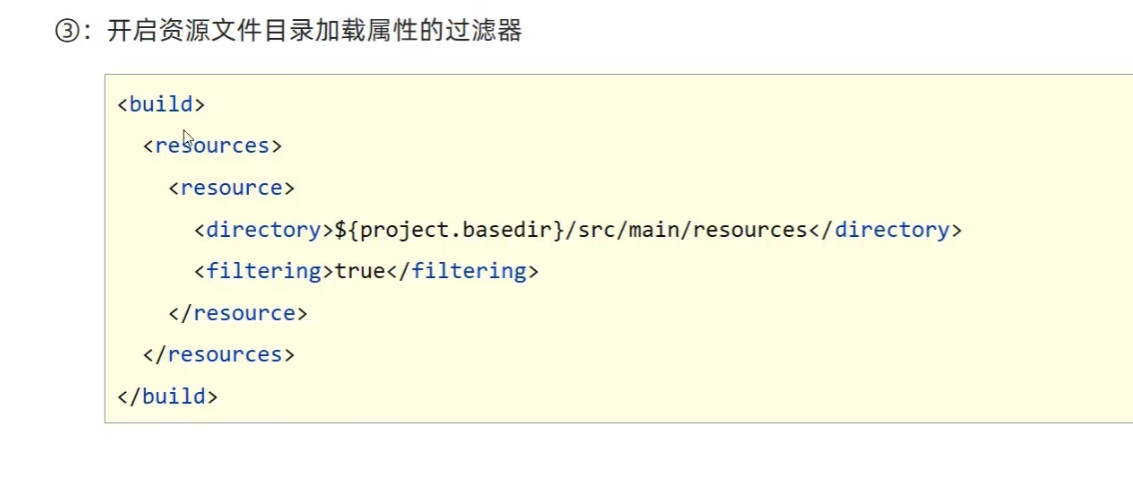 ③：开启资源文件目录加载属性的过滤器
<build>
  <resources>
    <resource>
      <directory>${project.basedir}/src/main/resources</directory>
      <filtering>true</filtering>
    </resource>
  </resources>
</build>